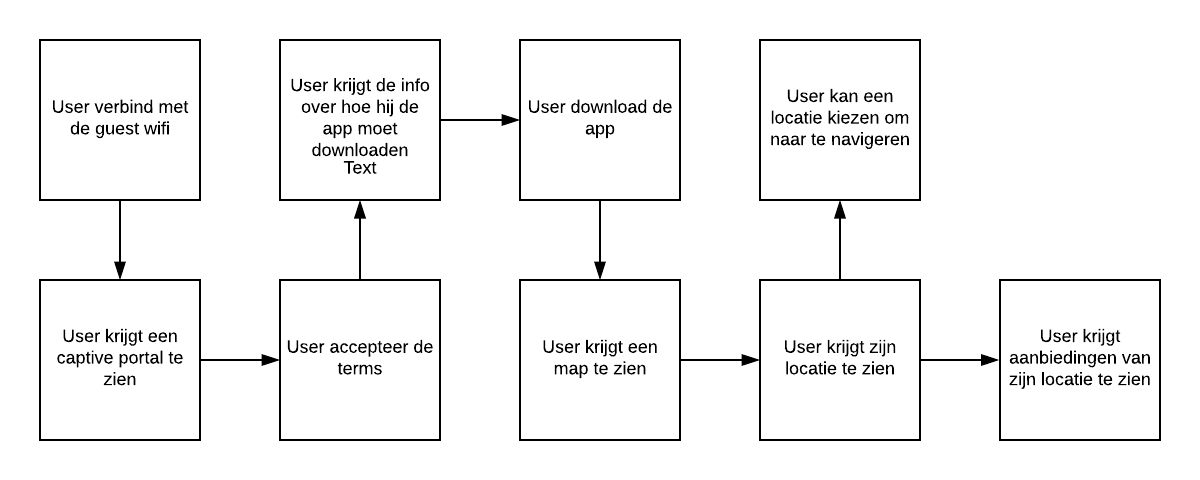 User verbind met
de guest wifi
User krijgt een
captive portal te
zien
User accepteer de
terms
User krijgt de info
over hoe hij de
app moet
downloaden
Text
User download de
app
User krijgt een
map te zien
User krijgt zijn
locatie te zien
User kan een
locatie kiezen om
naar te navigeren
User krijgt
aanbiedingen van
zijn locatie te zien